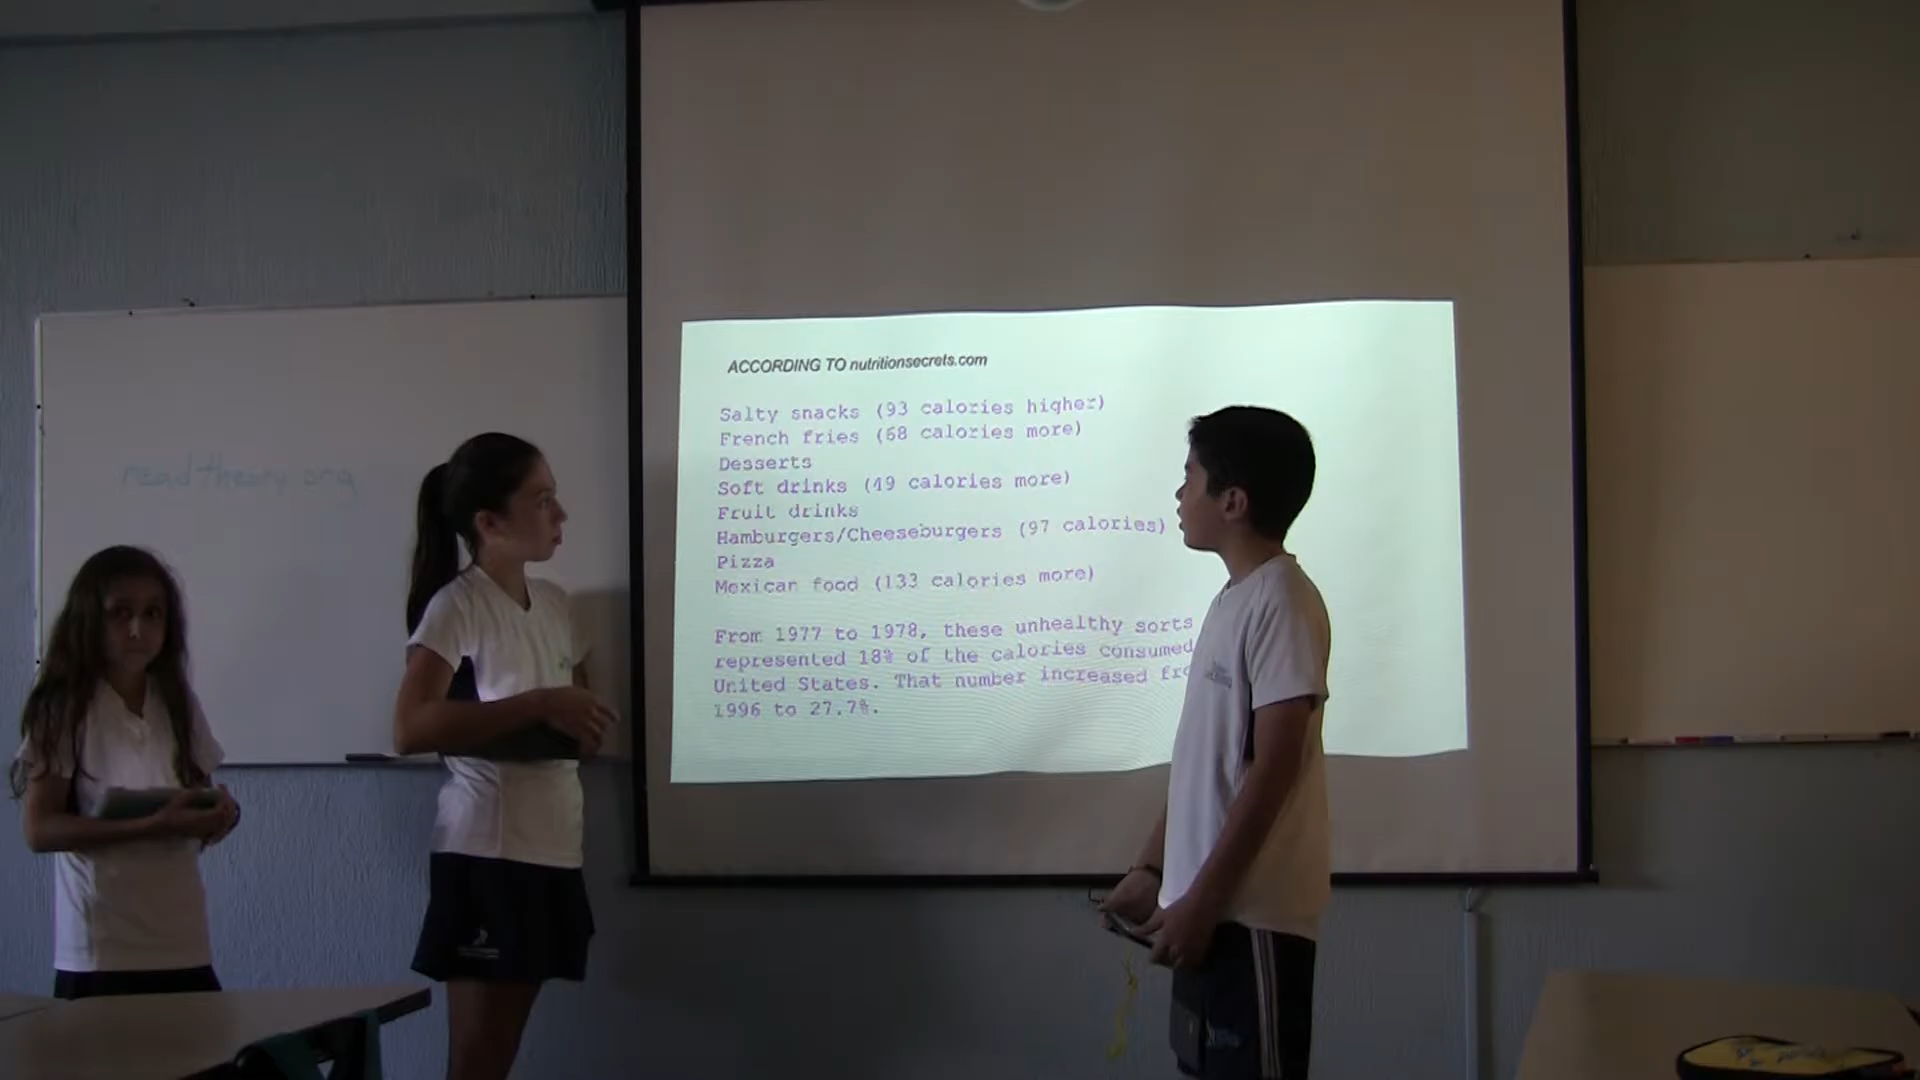 ACCORDING TO nutritionsecrets.com
Salty snacks (93 calories higher)
French fries (68 calories more)
Desserts
Soft drinks (49 calories more)
Fruit drinks
Hamburgers/Cheeseburgers (97 calories)
Pizza
Mexican food (133 calories more)
From 1977 to 1978, these unhealthy sorts
represented 18% of the calories consumed
United States. That number increased
1996 to 27.7%.
readtheory.org